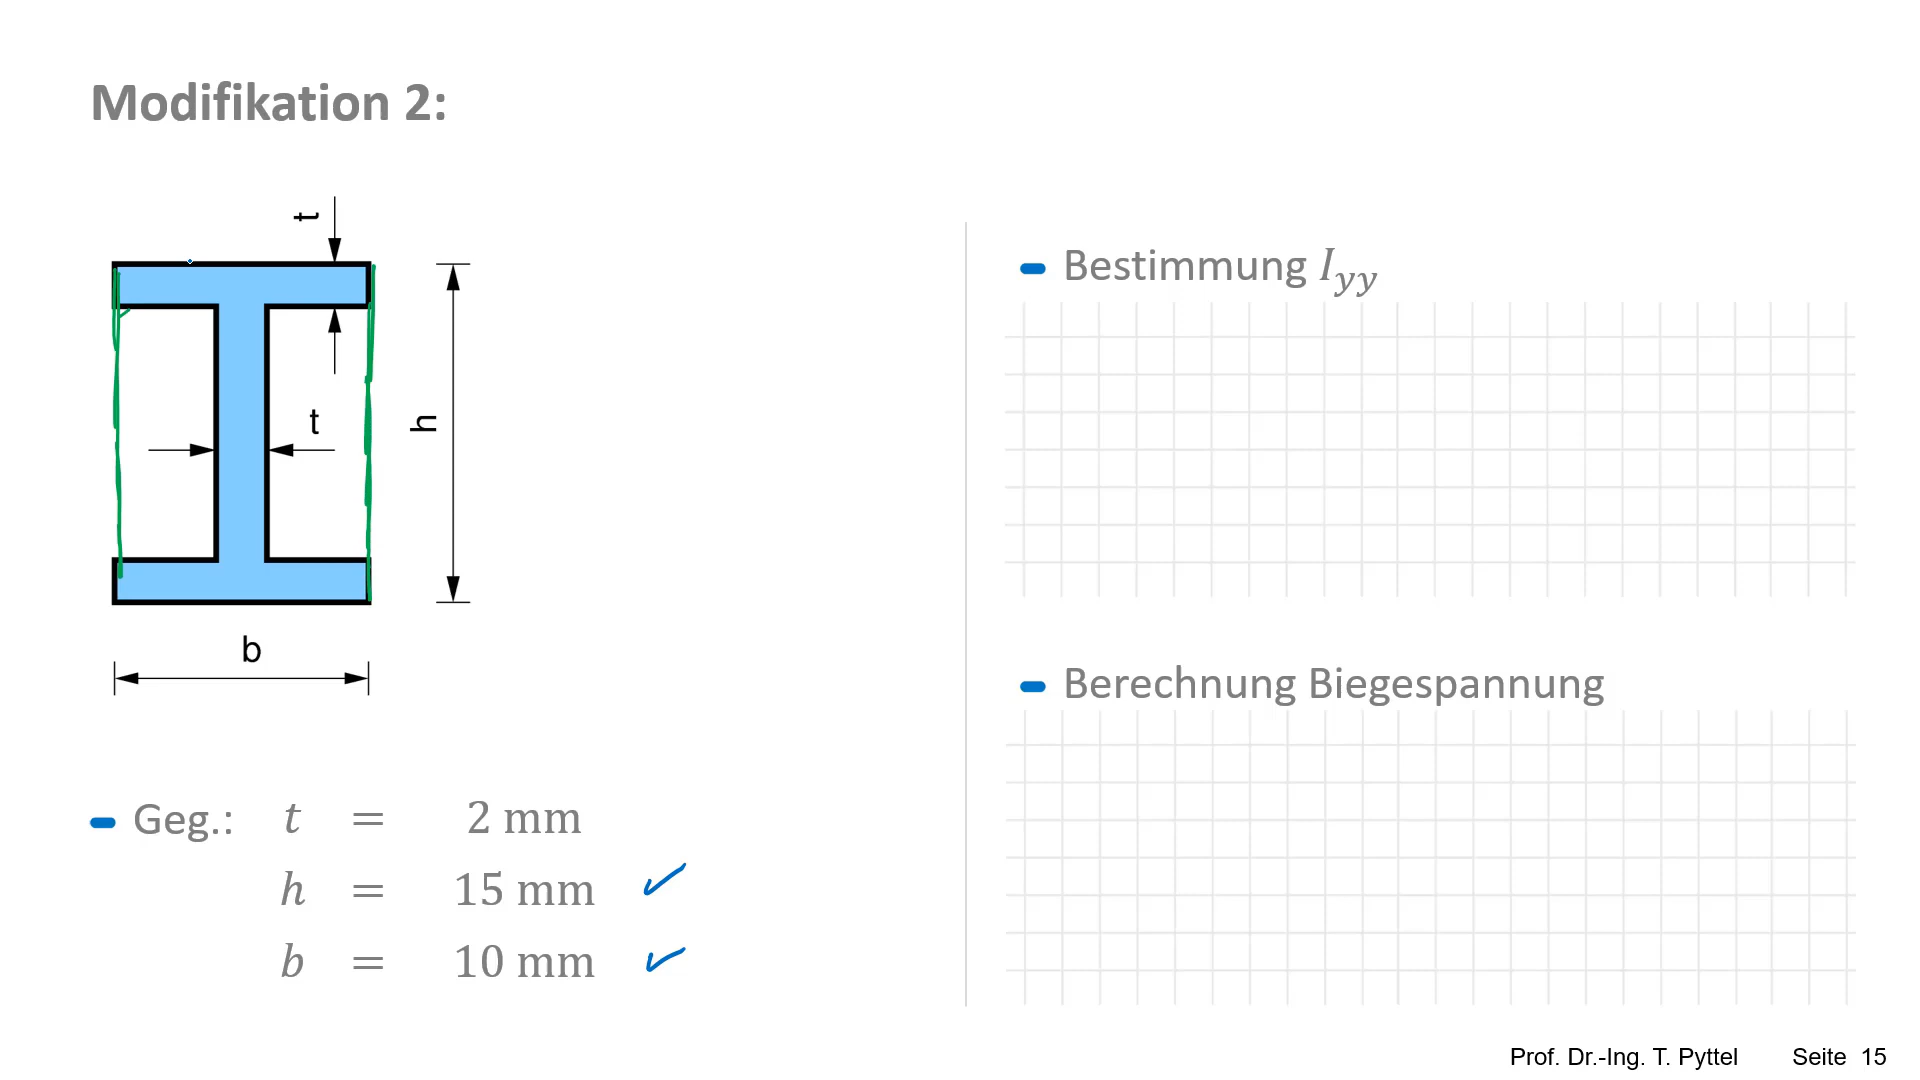 Modifikation 2:
t
t
h
b
Geg.: t = 2 mm
h = 15 mm
b = 10 mm
Bestimmung I_yy
Berechnung Biegespannung
Prof. Dr.-Ing. T. Pyttel Seite 15